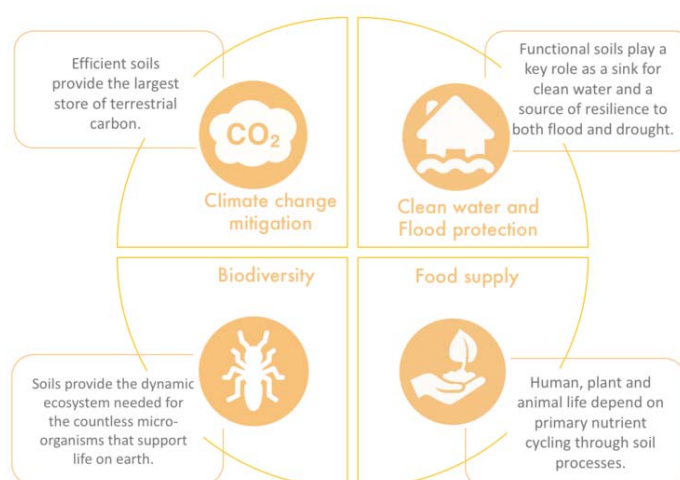 Efficient soils
provide the largest
store of terrestrial
carbon.
CO₂
Climate change
mitigation
Functional soils play a
key role as a sink for
clean water and a
source of resilience to
both flood and drought.
Clean water and
Flood protection
Biodiversity
Soils provide the dynamic
ecosystem needed for
the countless micro-
organisms that support
life on earth.
Food supply
Human, plant and
animal life depend on
primary nutrient
cycling through soil
processes.